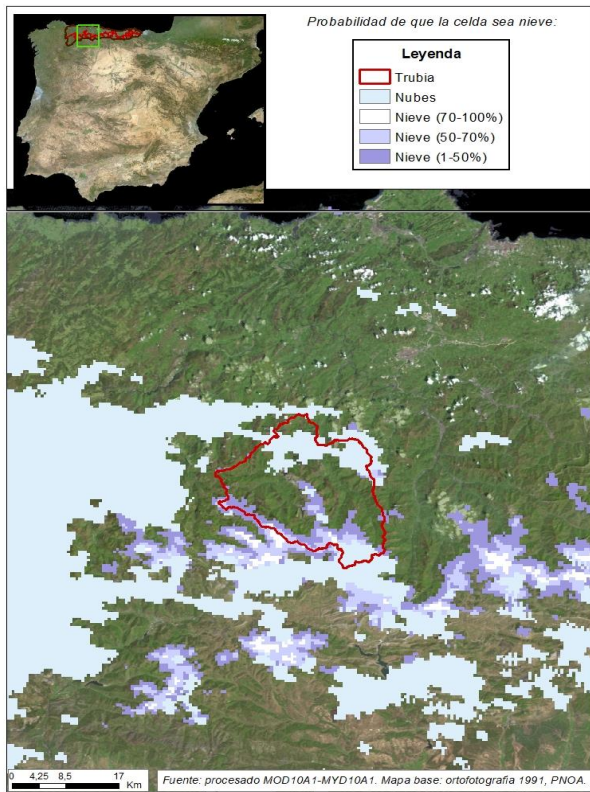 Probabilidad de que la celda sea nieve:
Leyenda
Trubia
Nubes
Nieve (70-100%)
Nieve (50-70%)
Nieve (1-50%)
0 4,25 8,5 17
Km
Fuente: procesado MOD10A1-MYD10A1. Mapa base: ortofotografia 1991, PNOA.